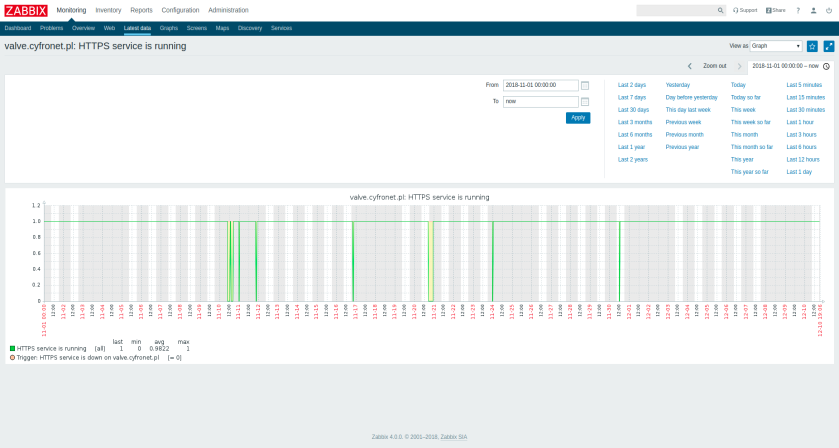 ZABBIX Monitoring Inventory Reports Configuration Administration Support Share ?
Dashboard Problems Overview Web Latest data Graphs Screens Maps Discovery Services
valve.cyfronet.pl: HTTPS service is running View as Graph
Zoom out 2018-11-01 00:00:00 – now
From 2018-11-01 00:00:00
To now
Apply
Last 2 days Yesterday Today Last 5 minutes
Last 7 days Day before yesterday Today so far Last 15 minutes
Last 30 days This day last week This week Last 30 minutes
Last 3 months Previous week This week so far Last 1 hour
Last 6 months Previous month This month Last 3 hours
Last 1 year Previous year This month so far Last 6 hours
Last 2 years This year Last 12 hours
This year so far Last 1 day
valve.cyfronet.pl: HTTPS service is running
1.2
1.0
0.8
0.6
0.4
0.2
0
11-01 00:00 12:00 11-02 12:00 11-03 12:00 11-04 12:00 11-05 12:00 11-06 12:00 11-07 12:00 11-08 12:00 11-09 12:00 11-10 12:00 11-11 12:00 11-12 12:00 11-13 12:00 11-14 12:00 11-15 12:00 11-16 12:00 11-17 12:00 11-18 12:00 11-19 12:00 11-20 12:00 11-21 12:00 11-22 12:00 11-23 12:00 11-24 12:00 11-25 12:00 11-26 12:00 11-27 12:00 11-28 12:00 11-29 12:00 11-30 12:00 12-01 12:00 12-02 12:00 12-03 12:00 12-04 12:00 12-05 12:00 12-06 12:00 12-07 12:00 12-08 12:00 12-09 12:00 12-10 12:00
last min avg max
HTTPS service is running [all] 1 0 0.9822 1
Trigger: HTTPS service is down on valve.cyfronet.pl [= 0]
Zabbix 4.0.0. © 2001–2018, Zabbix SIA